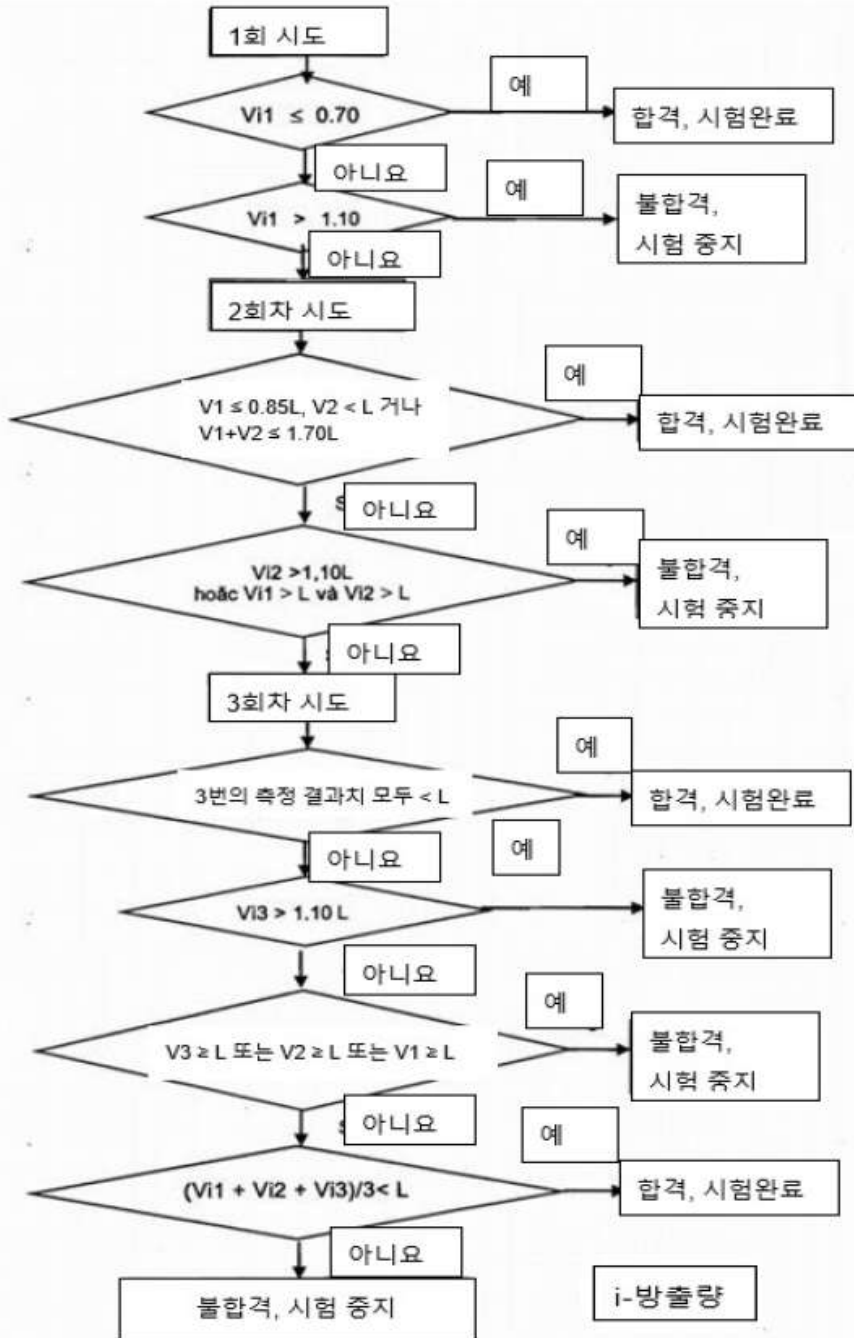 1회 시도
예
Vi1 ≤ 0.70
합격, 시험완료
아니요
예
Vi1 > 1.10
불합격,
시험 중지
아니요
2회차 시도
예
V1 ≤ 0.85L, V2 < L 거나
V1+V2 ≤ 1.70L
합격, 시험완료
아니요
예
Vi2 >1,10L
hoặc Vi1 > L và Vi2 > L
불합격,
시험 중지
아니요
3회차 시도
예
3번의 측정 결과치 모두 < L
합격, 시험완료
아니요
예
Vi3 > 1.10 L
불합격,
시험 중지
아니요
예
V3 ≥ L 또는 V2 ≥ L 또는 V1 ≥ L
불합격,
시험 중지
아니요
예
(Vi1 + Vi2 + Vi3)/3< L
합격, 시험완료
아니요
불합격, 시험 중지
i-방출량